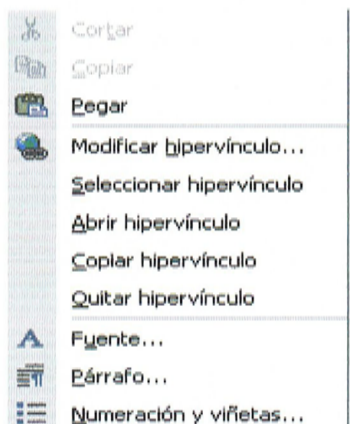 Cortar
Copiar
Pegar
Modificar hipervínculo...
Seleccionar hipervínculo
Abrir hipervínculo
Copiar hipervínculo
Quitar hipervínculo
Fuente...
Párrafo...
Numeración y viñetas...